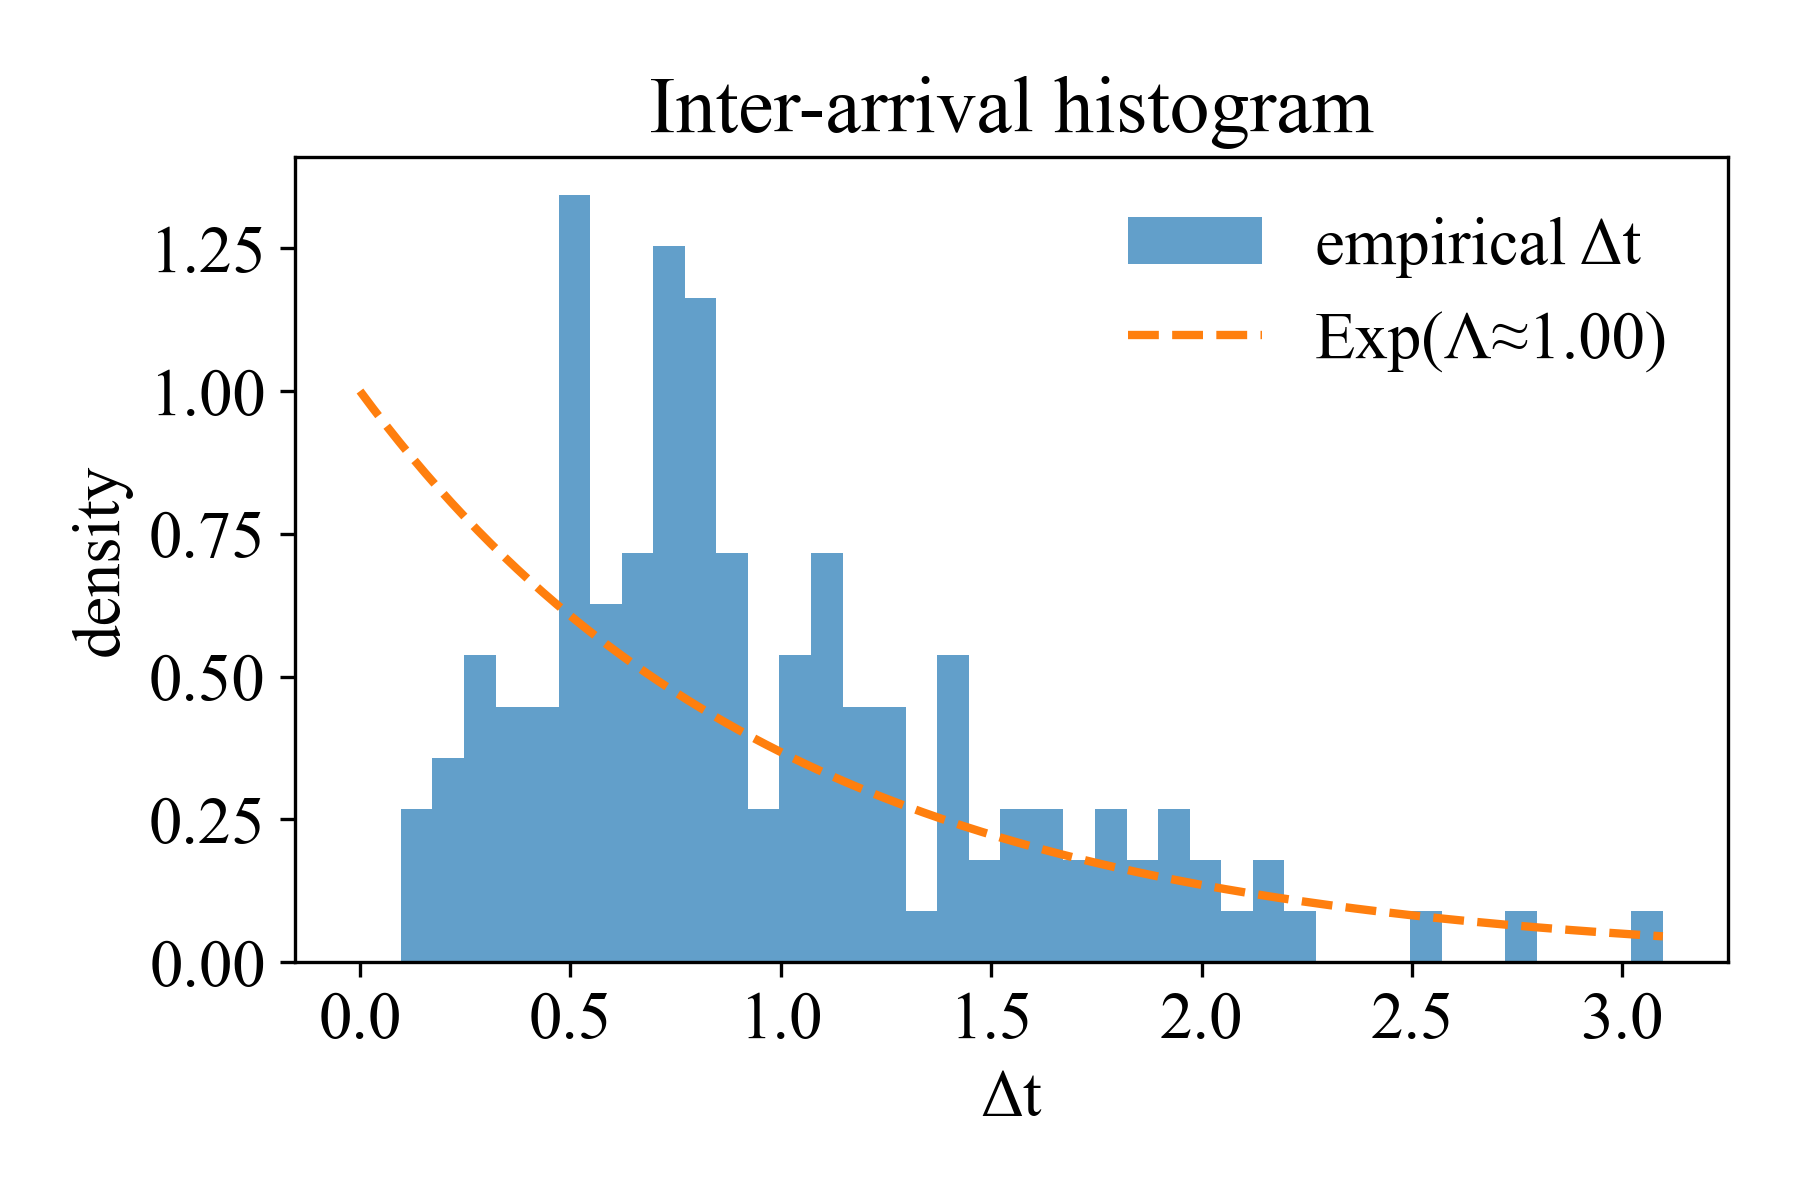 Inter-arrival histogram
empirical Δt
Exp(Λ≈1.00)
density
1.25
1.00
0.75
0.50
0.25
0.00
0.0 0.5 1.0 1.5 2.0 2.5 3.0
Δt